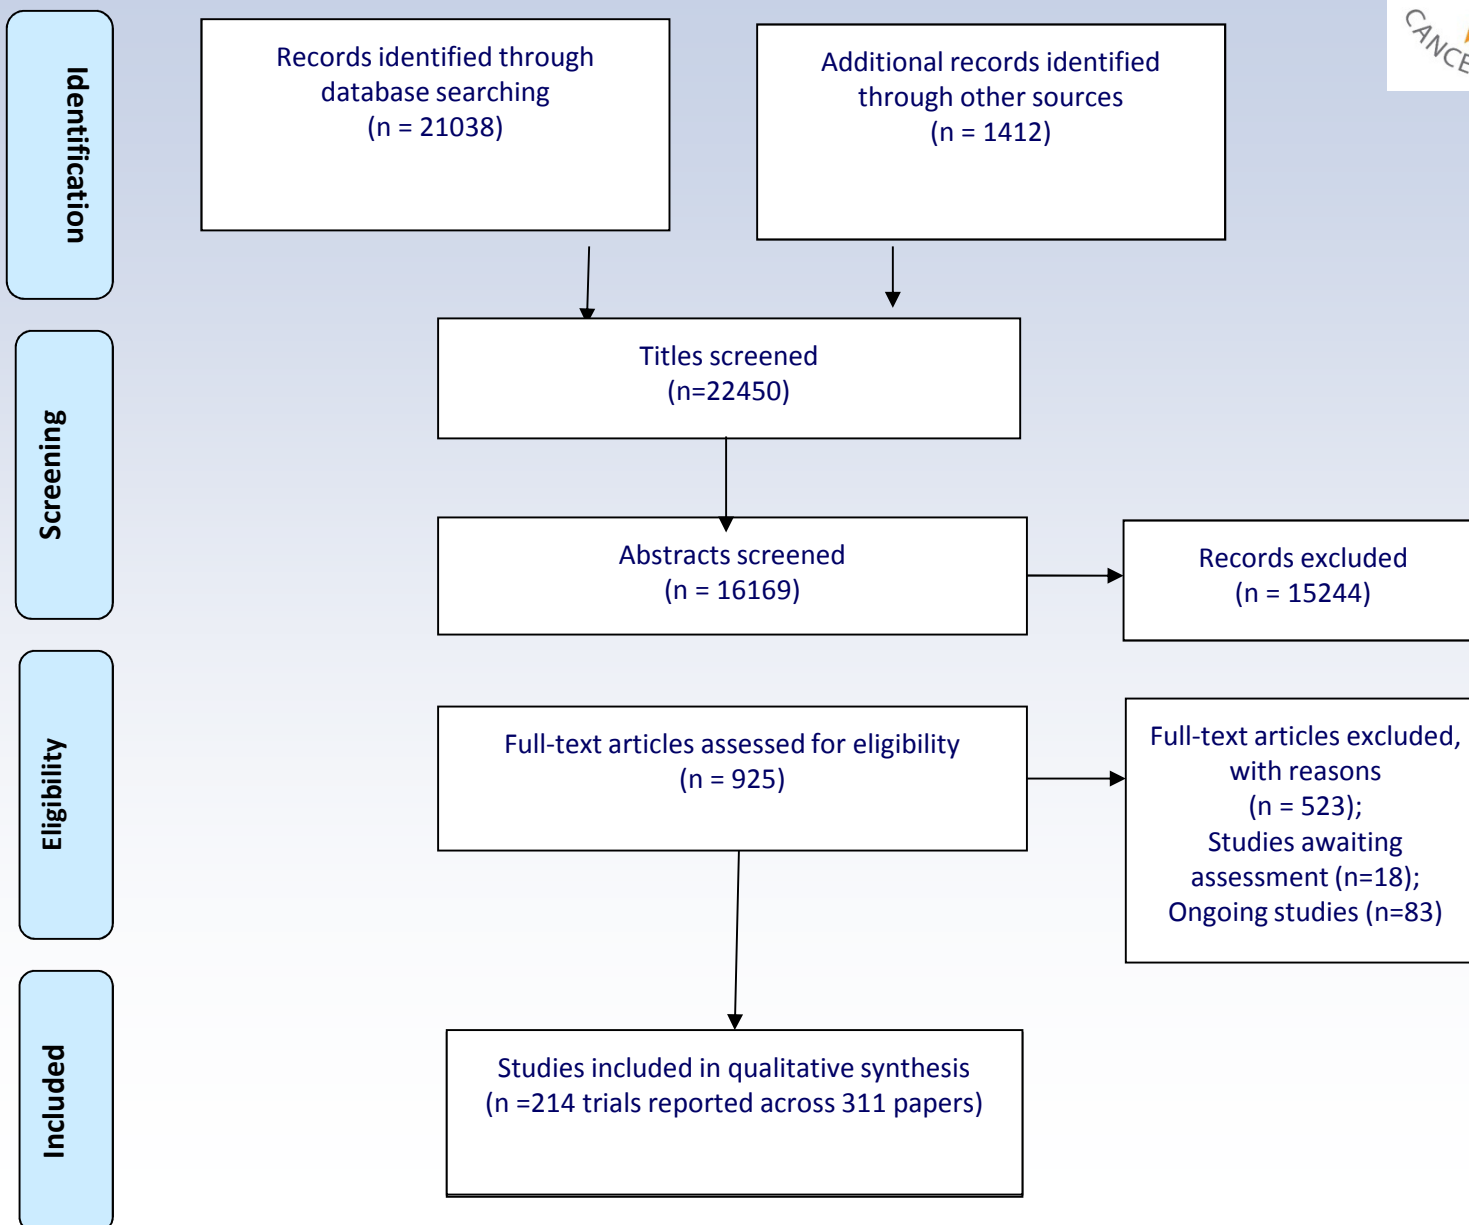 Identification
Records identified through
database searching
(n = 21038)
Additional records identified
through other sources
(n = 1412)
Titles screened
(n=22450)
Screening
Abstracts screened
(n = 16169)
Records excluded
(n = 15244)
Eligibility
Full-text articles assessed for eligibility
(n = 925)
Full-text articles excluded,
with reasons
(n = 523);
Studies awaiting
assessment (n=18);
Ongoing studies (n=83)
Included
Studies included in qualitative synthesis
(n =214 trials reported across 311 papers)